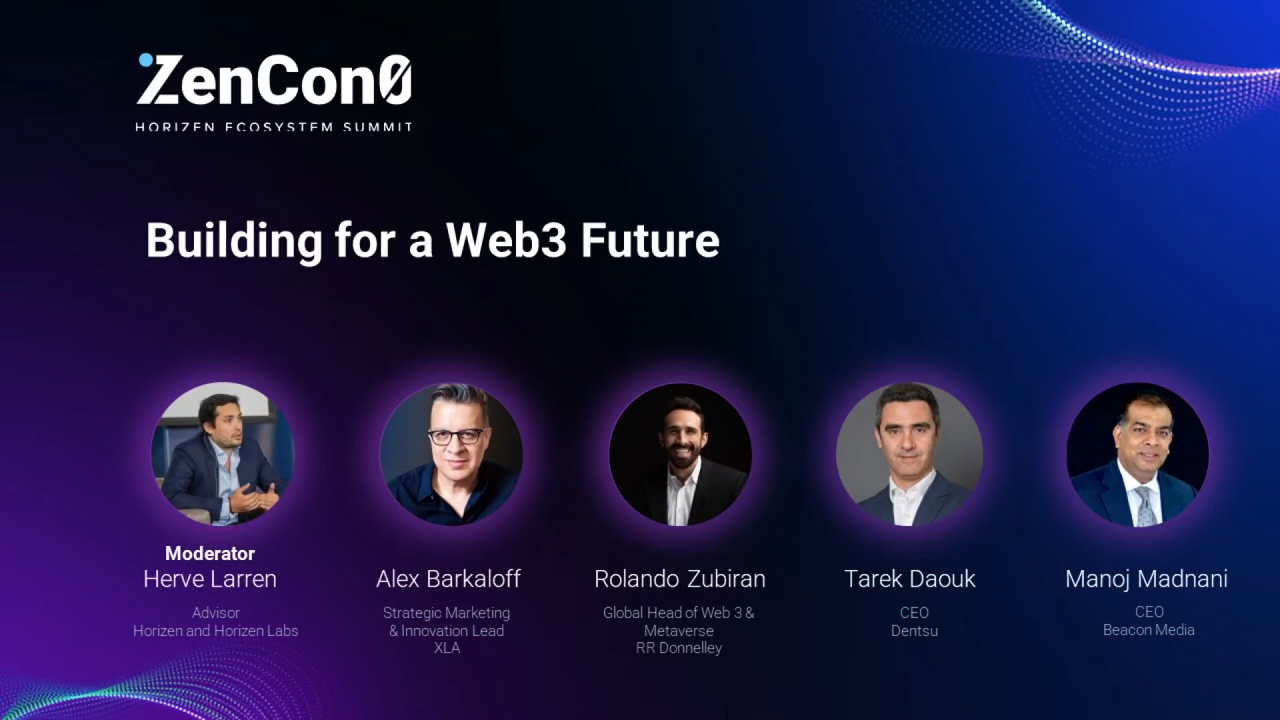 ZenCon0
HORIZEN ECOSYSTEM SUMMIT
Building for a Web3 Future
Moderator
Herve Larren
Advisor
Horizen and Horizen Labs
Alex Barkaloff
Strategic Marketing
& Innovation Lead
XLA
Rolando Zubiran
Global Head of Web 3 &
Metaverse
RR Donnelley
Tarek Daouk
CEO
Dentsu
Manoj Madnani
CEO
Beacon Media